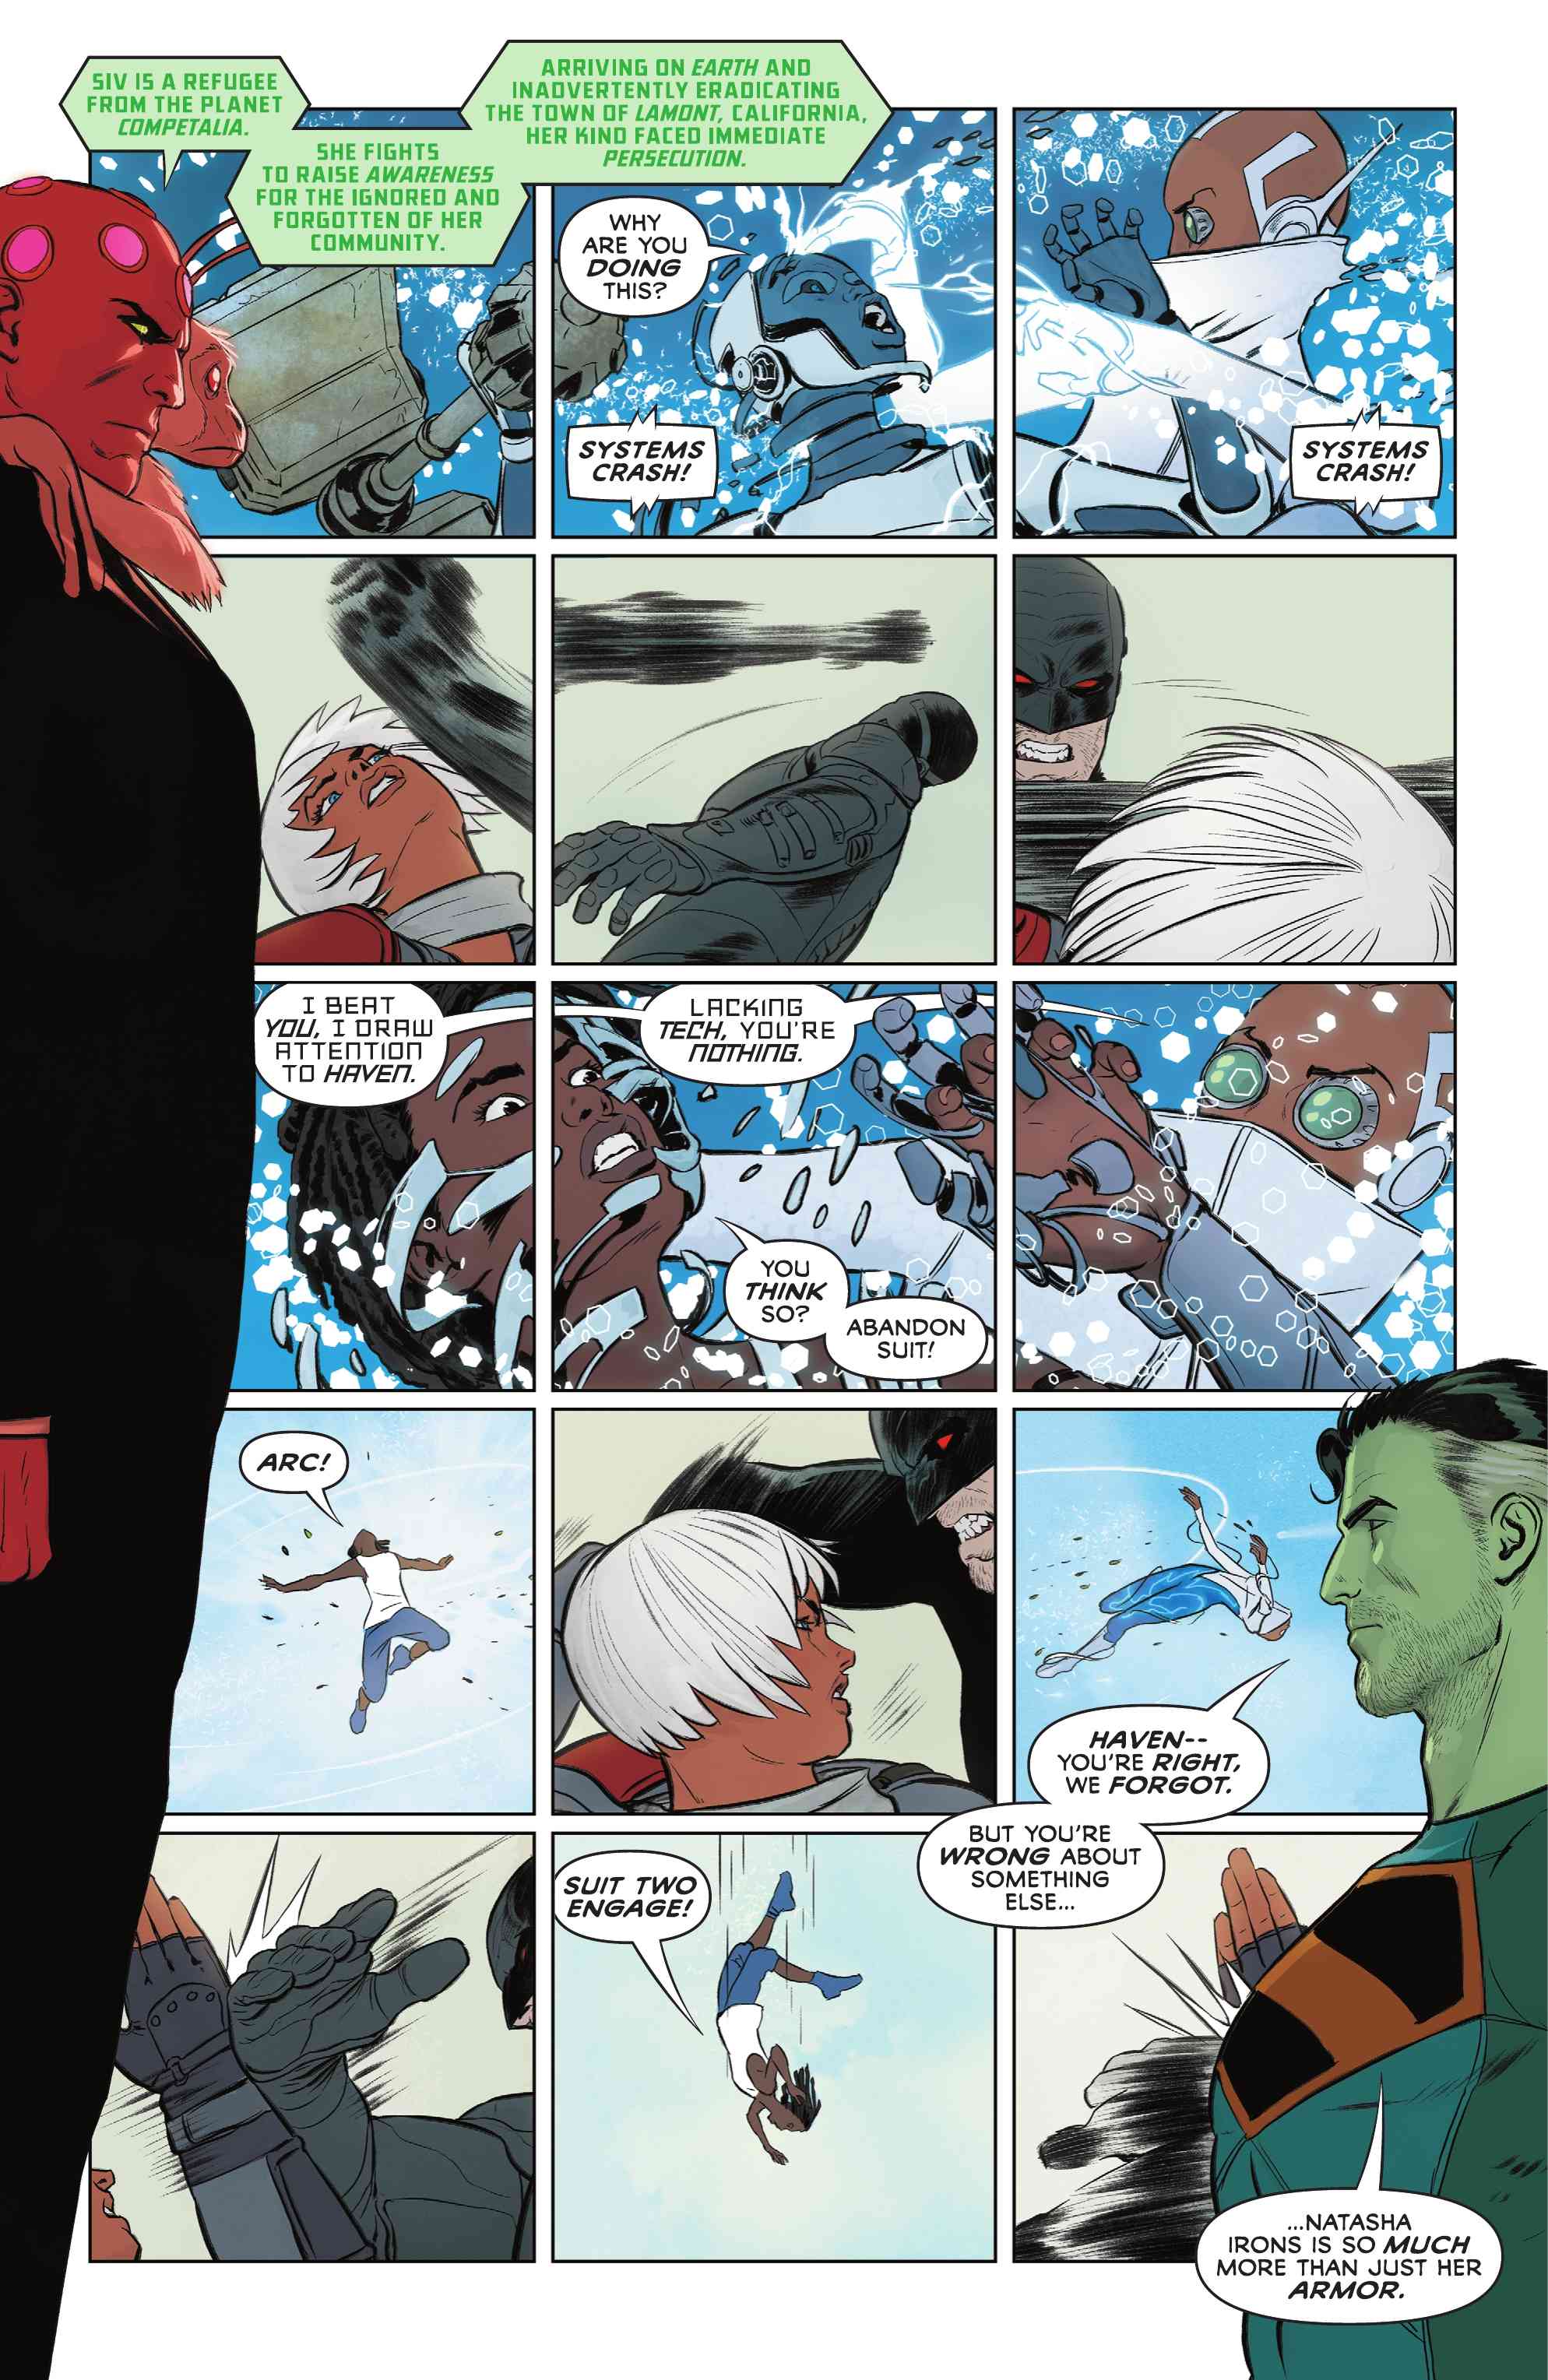 SIV IS A REFUGEE
FROM THE PLANET
COMPETALIA.
SHE FIGHTS
TO RAISE AWARENESS
FOR THE IGNORED AND
FORGOTTEN OF HER
COMMUNITY.
ARRIVING ON EARTH AND
INADVERTENTLY ERADICATING
THE TOWN OF LAMONT, CALIFORNIA,
HER KIND FACED IMMEDIATE
PERSECUTION.
WHY
ARE YOU
DOING
THIS?
SYSTEMS
CRASH!
SYSTEMS
CRASH!
I BEAT
YOU, I DRAW
ATTENTION
TO HAVEN.
LACKING
TECH, YOU'RE
NOTHING.
YOU
THINK
SO?
ABANDON
SUIT!
ARC!
HAVEN--
YOU'RE RIGHT,
WE FORGOT.
BUT YOU'RE
WRONG ABOUT
SOMETHING
ELSE...
SUIT TWO
ENGAGE!
...NATASHA
IRONS IS SO MUCH
MORE THAN JUST HER
ARMOR.